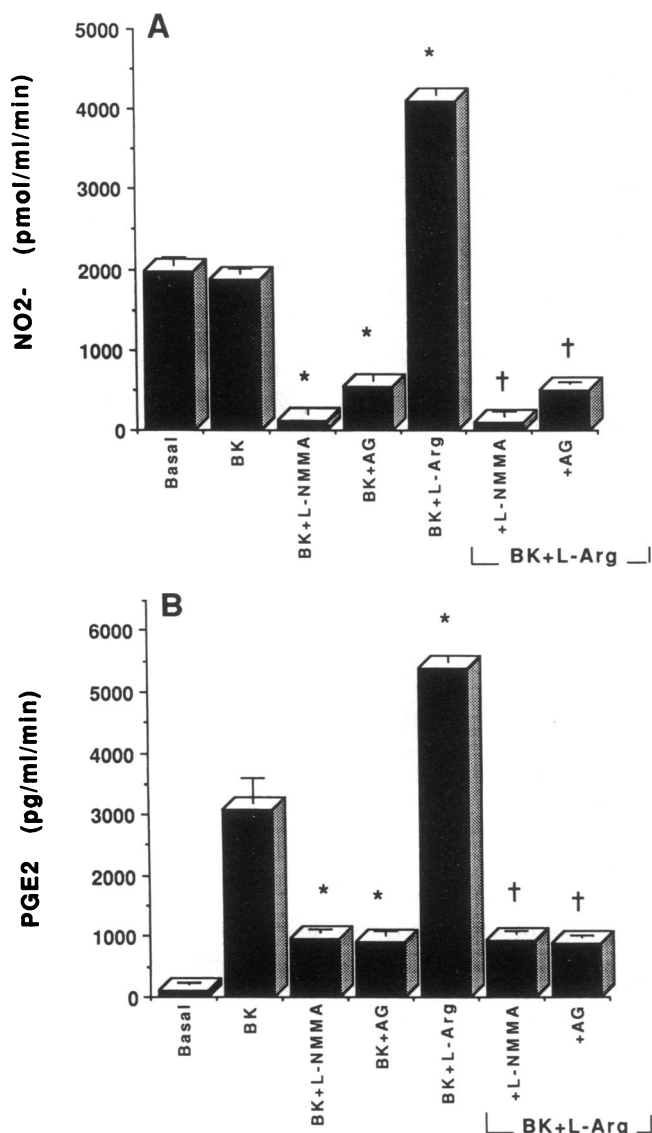 A
5000
4000
3000
2000
1000
0
NO2- (pmol/ml/min)
*
*
*
†
†
Basal
BK
BK+L-NMMA
BK+AG
BK+L-Arg
+L-NMMA
+AG
BK+L-Arg
B
6000
5000
4000
3000
2000
1000
0
PGE2 (pg/ml/min)
*
*
*
†
†
Basal
BK
BK+L-NMMA
BK+AG
BK+L-Arg
+L-NMMA
+AG
BK+L-Arg